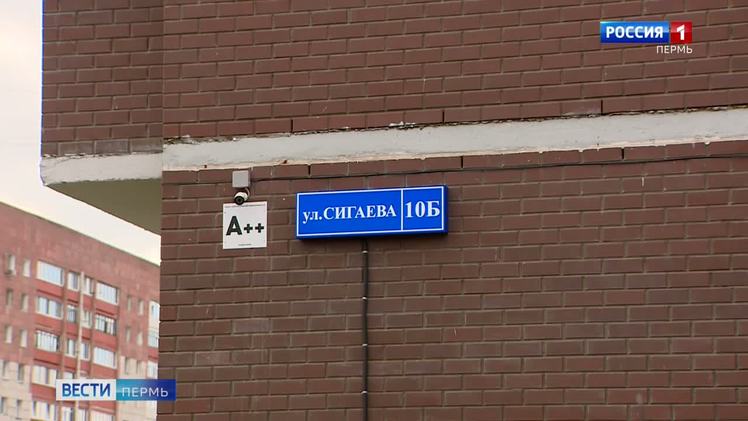 РОССИЯ 1
ПЕРМЬ
A++
ул.СИГАЕВА 10Б
ВЕСТИ ПЕРМЬ